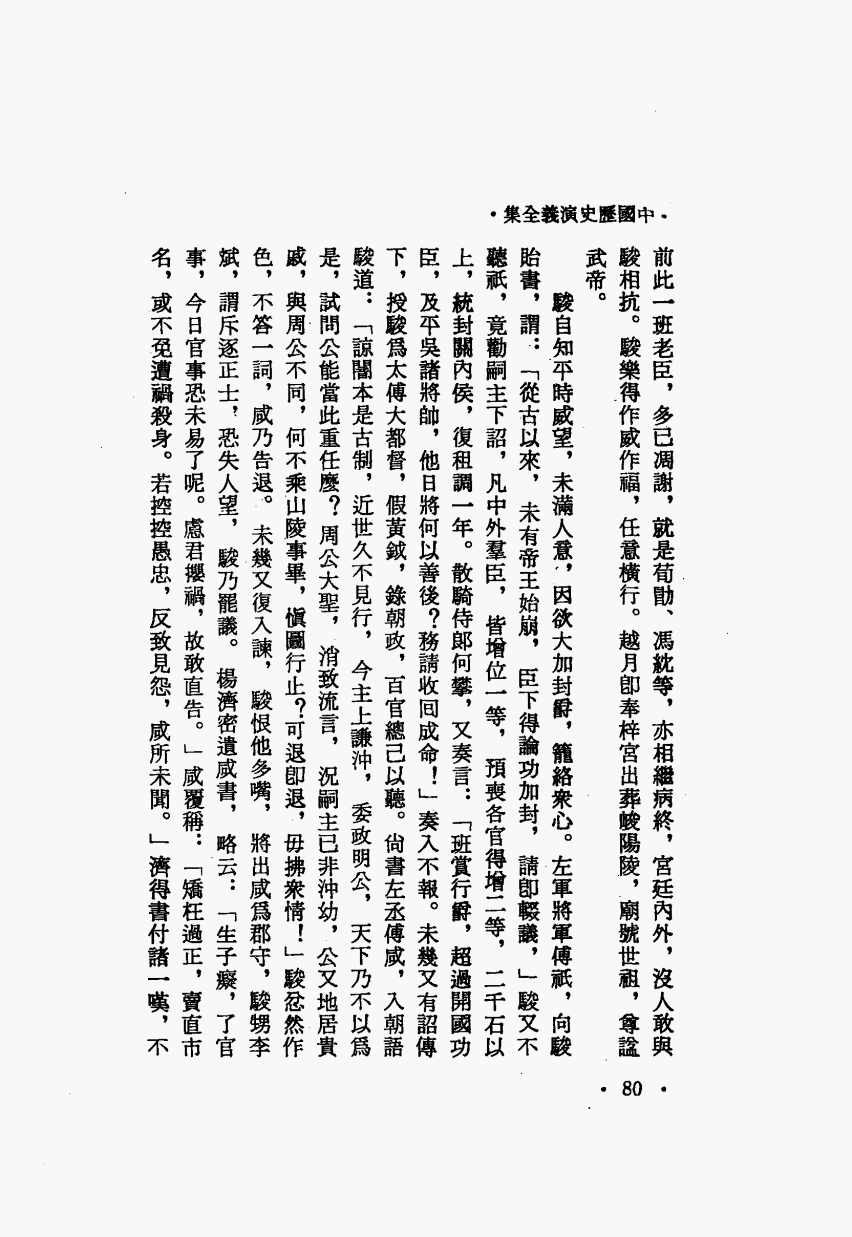 ·中國歷史演義全集·
前此一班老臣，多已凋謝，就是荀勖、馮紞等，亦相繼病終，宮廷內外，沒人敢與
駿相抗。駿樂得作威作福，任意橫行。越月卽奉梓宮出葬峻陽陵，廟號世祖，尊謚
武帝。
駿自知平時威望，未滿人意，因欲大加封爵，籠絡衆心。左軍將軍傅祇，向駿
貽書，謂：「從古以來，未有帝王始崩，臣下得論功加封，請卽輟議，」駿又不
聽祇，竟勸嗣主下詔，凡中外羣臣，皆增位一等，預喪各官得增二等，二千石以
上，統封關內侯，復租調一年。散騎侍郎何攀，又奏言：「班賞行爵，超過開國功
臣，及平吳諸將帥，他日將何以善後？務請收囘成命！」奏入不報。未幾又有詔傳
下，授駿爲太傅大都督，假黃鉞，錄朝政，百官總己以聽。尙書左丞傅咸，入朝語
駿道：「諒闇本是古制，近世久不見行，今主上謙沖，委政明公，天下乃不以爲
是，試問公能當此重任麽？周公大聖，消致流言，況嗣主已非沖幼，公又地居貴
戚，與周公不同，何不乘山陵事畢，愼圖行止？可退卽退，毋拂衆情！」駿忿然作
色，不答一詞，咸乃告退。未幾又復入諫，駿恨他多嘴，將出咸爲郡守，駿甥李
斌，謂斥逐正士，恐失人望，駿乃罷議。楊濟密遺咸書，略云：「生子癡，了官
事，今日官事恐未易了呢。慮君攖禍，故敢直告。」咸覆稱：「矯枉過正，賣直市
名，或不免遭禍殺身。若控控愚忠，反致見怨，咸所未聞。」濟得書付諸一嘆，不
·80·